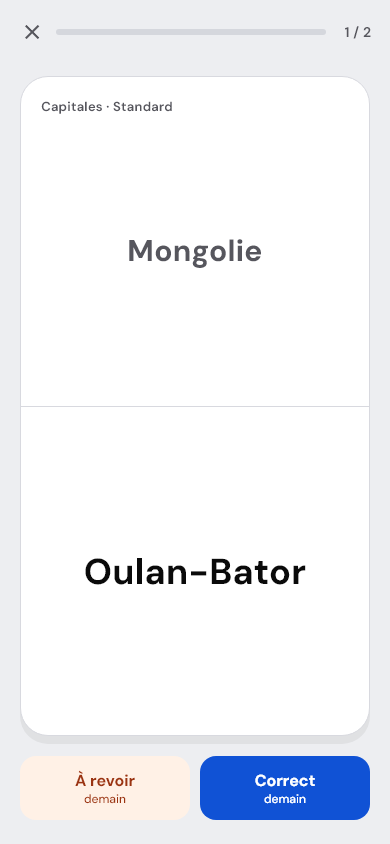 1 / 2
Capitales · Standard
Mongolie
Oulan-Bator
À revoir
demain
Correct
demain